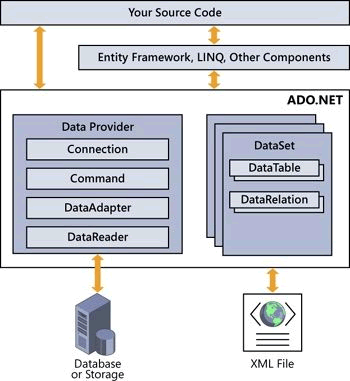 Your Source Code
Entity Framework, LINQ, Other Components
ADO.NET
Data Provider
Connection
Command
DataAdapter
DataReader
DataSet
DataTable
DataRelation
Database
or Storage
XML File